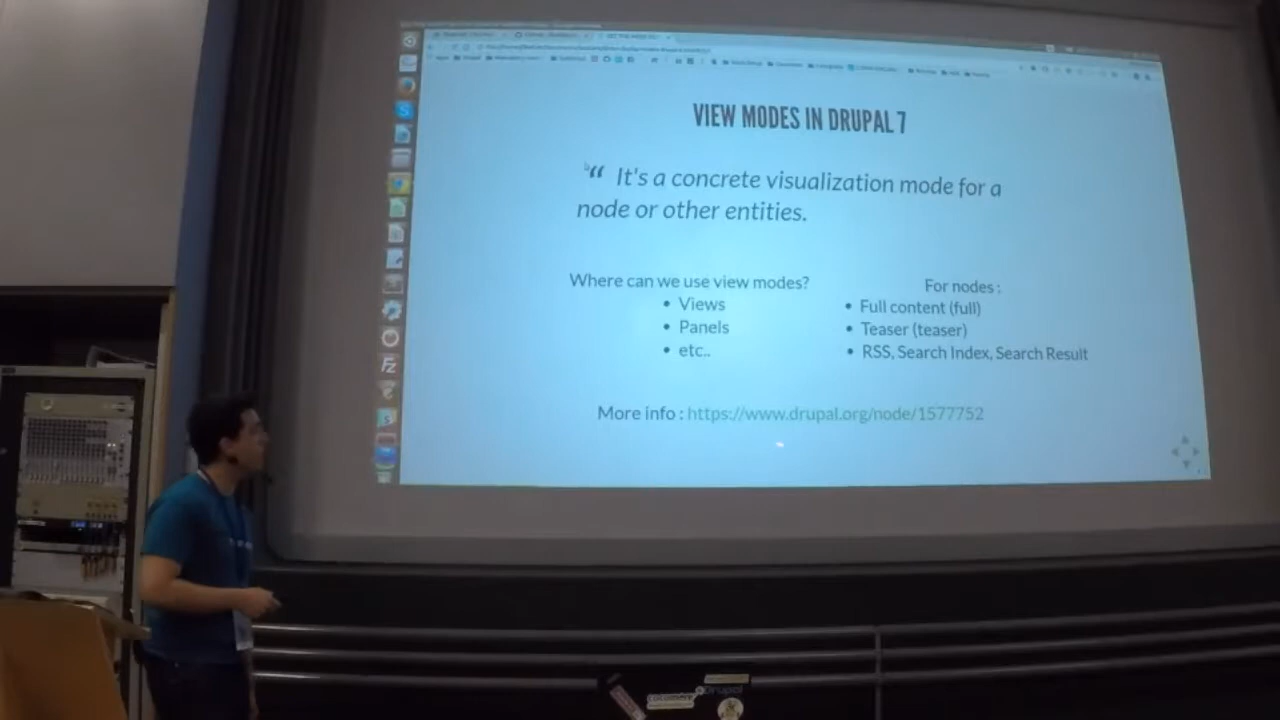 VIEW MODES IN DRUPAL 7
“ It's a concrete visualization mode for a
node or other entities.
Where can we use view modes?
• Views
• Panels
• etc..
For nodes :
• Full content (full)
• Teaser (teaser)
• RSS, Search Index, Search Result
More info : https://www.drupal.org/node/1577752
Fz
Drupal